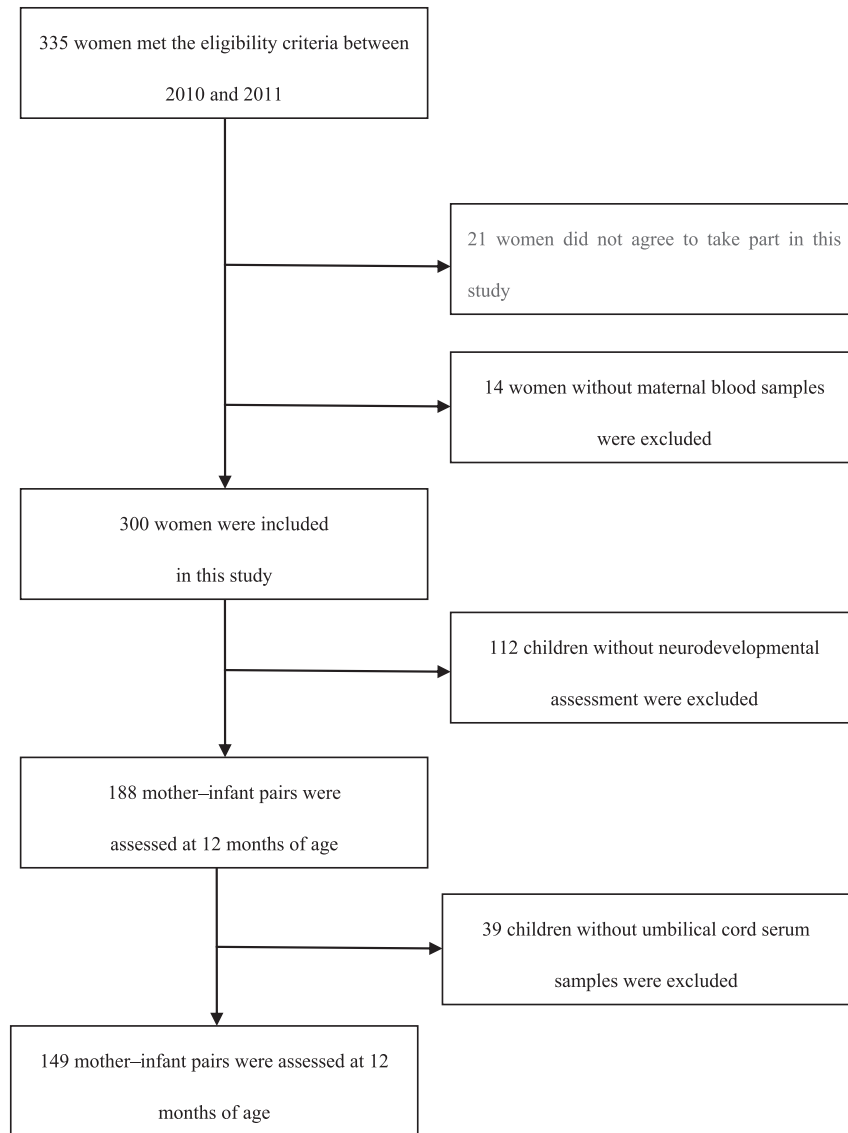 335 women met the eligibility criteria between
2010 and 2011
21 women did not agree to take part in this
study
14 women without maternal blood samples
were excluded
300 women were included
in this study
112 children without neurodevelopmental
assessment were excluded
188 mother–infant pairs were
assessed at 12 months of age
39 children without umbilical cord serum
samples were excluded
149 mother–infant pairs were assessed at 12
months of age